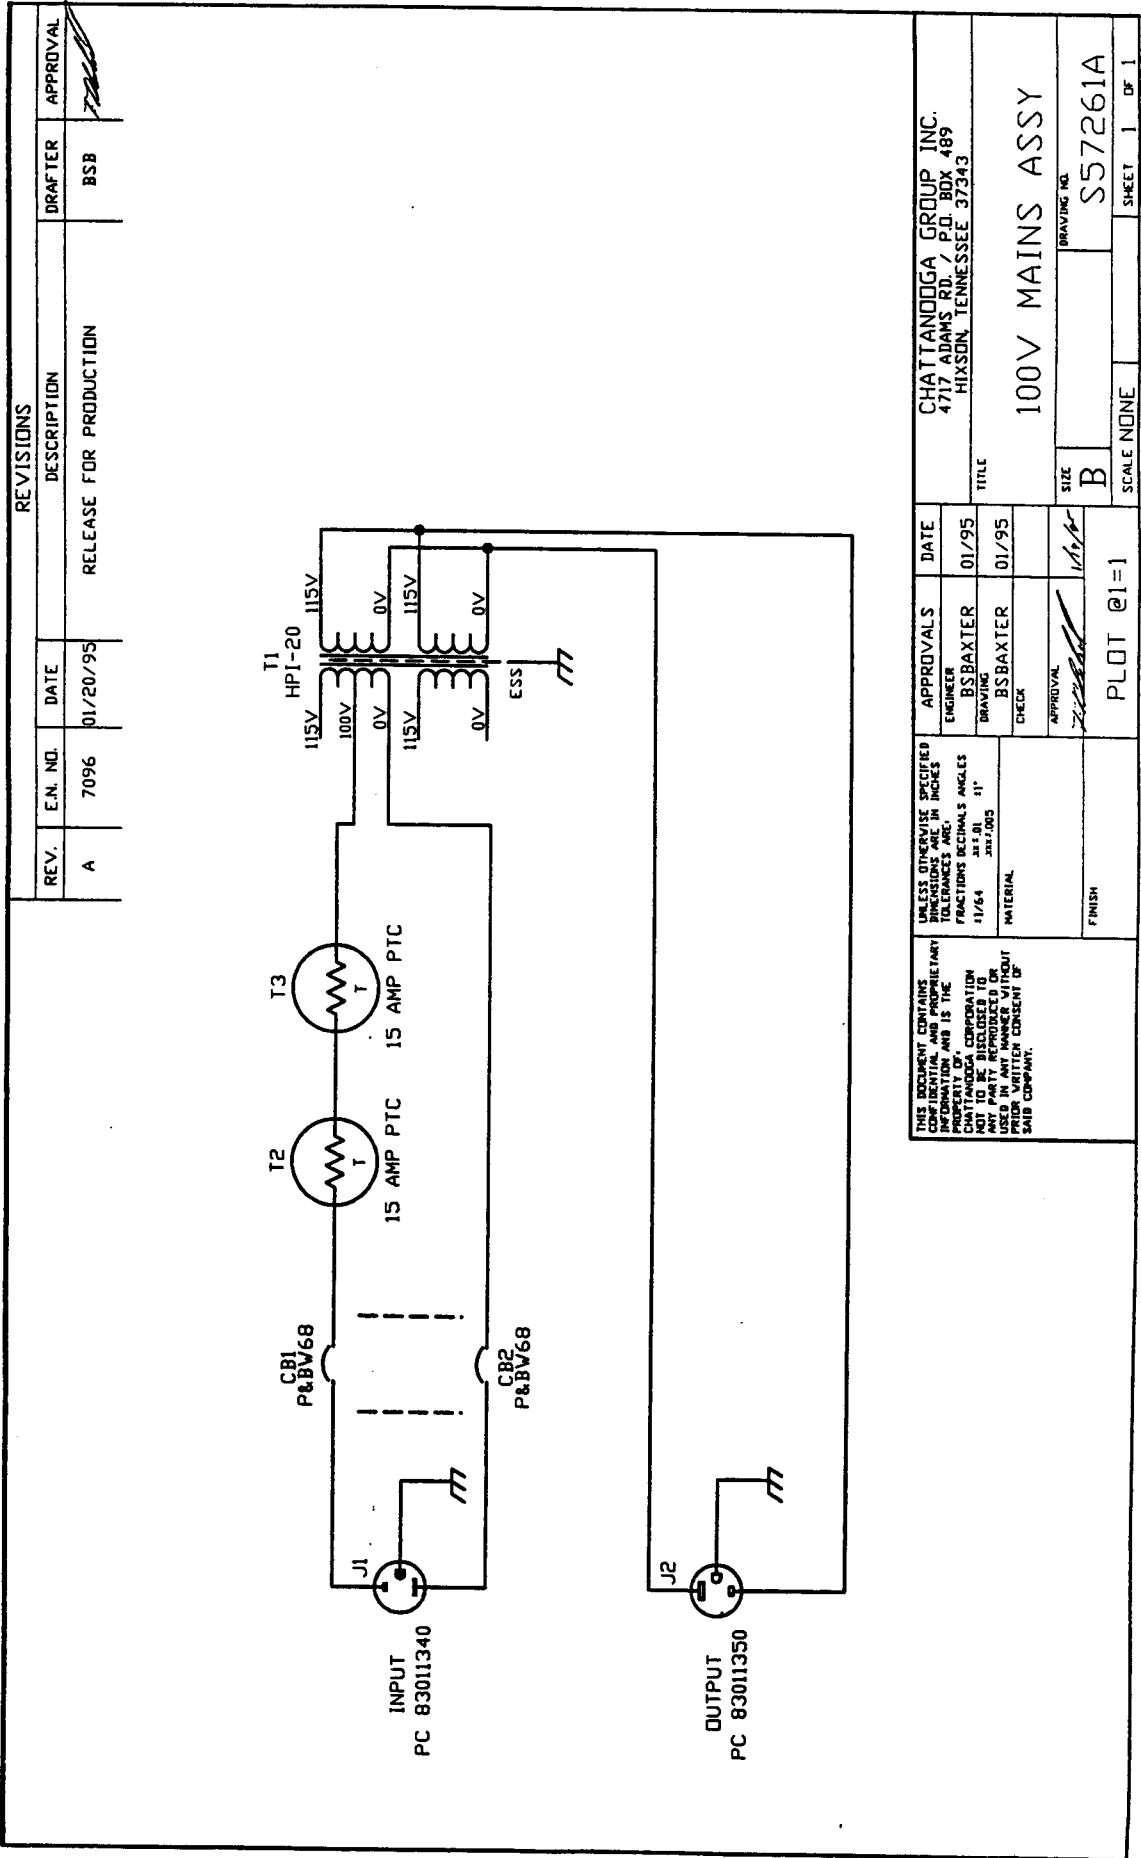 REVISIONS
REV. E.N. NO. DATE DESCRIPTION DRAFTER APPROVAL
A 7096 01/20/95 RELEASE FOR PRODUCTION BSB
T1
HPI-20
115V
100V
0V
115V
0V
115V
0V
115V
0V
ESS
T3
T
15 AMP PTC
T2
T
15 AMP PTC
CB1
P&BW68
CB2
P&BW68
J1
INPUT
PC 83011340
J2
OUTPUT
PC 83011350
THIS DOCUMENT CONTAINS
CONFIDENTIAL AND PROPRIETARY
INFORMATION AND IS THE
PROPERTY OF:
CHATTANOOGA CORPORATION
NOT TO BE DISCLOSED TO
ANY PARTY REPRODUCED OR
USED IN ANY MANNER WITHOUT
PRIOR WRITTEN CONSENT OF
SAID COMPANY.
UNLESS OTHERWISE SPECIFIED
DIMENSIONS ARE IN INCHES
TOLERANCES ARE:
FRACTIONS DECIMALS ANGLES
±1/64 .XX ±.01 ±1°
.XXX ±.005
MATERIAL
FINISH
APPROVALS DATE
ENGINEER
BSBAXTER 01/95
DRAWING
BSBAXTER 01/95
CHECK
APPROVAL
PLOT @1=1
CHATTANOOGA GROUP INC.
4717 ADAMS RD. / P.O. BOX 489
HIXSON, TENNESSEE 37343
TITLE
100V MAINS ASSY
SIZE
B
DRAWING NO.
S57261A
SCALE NONE
SHEET 1 OF 1